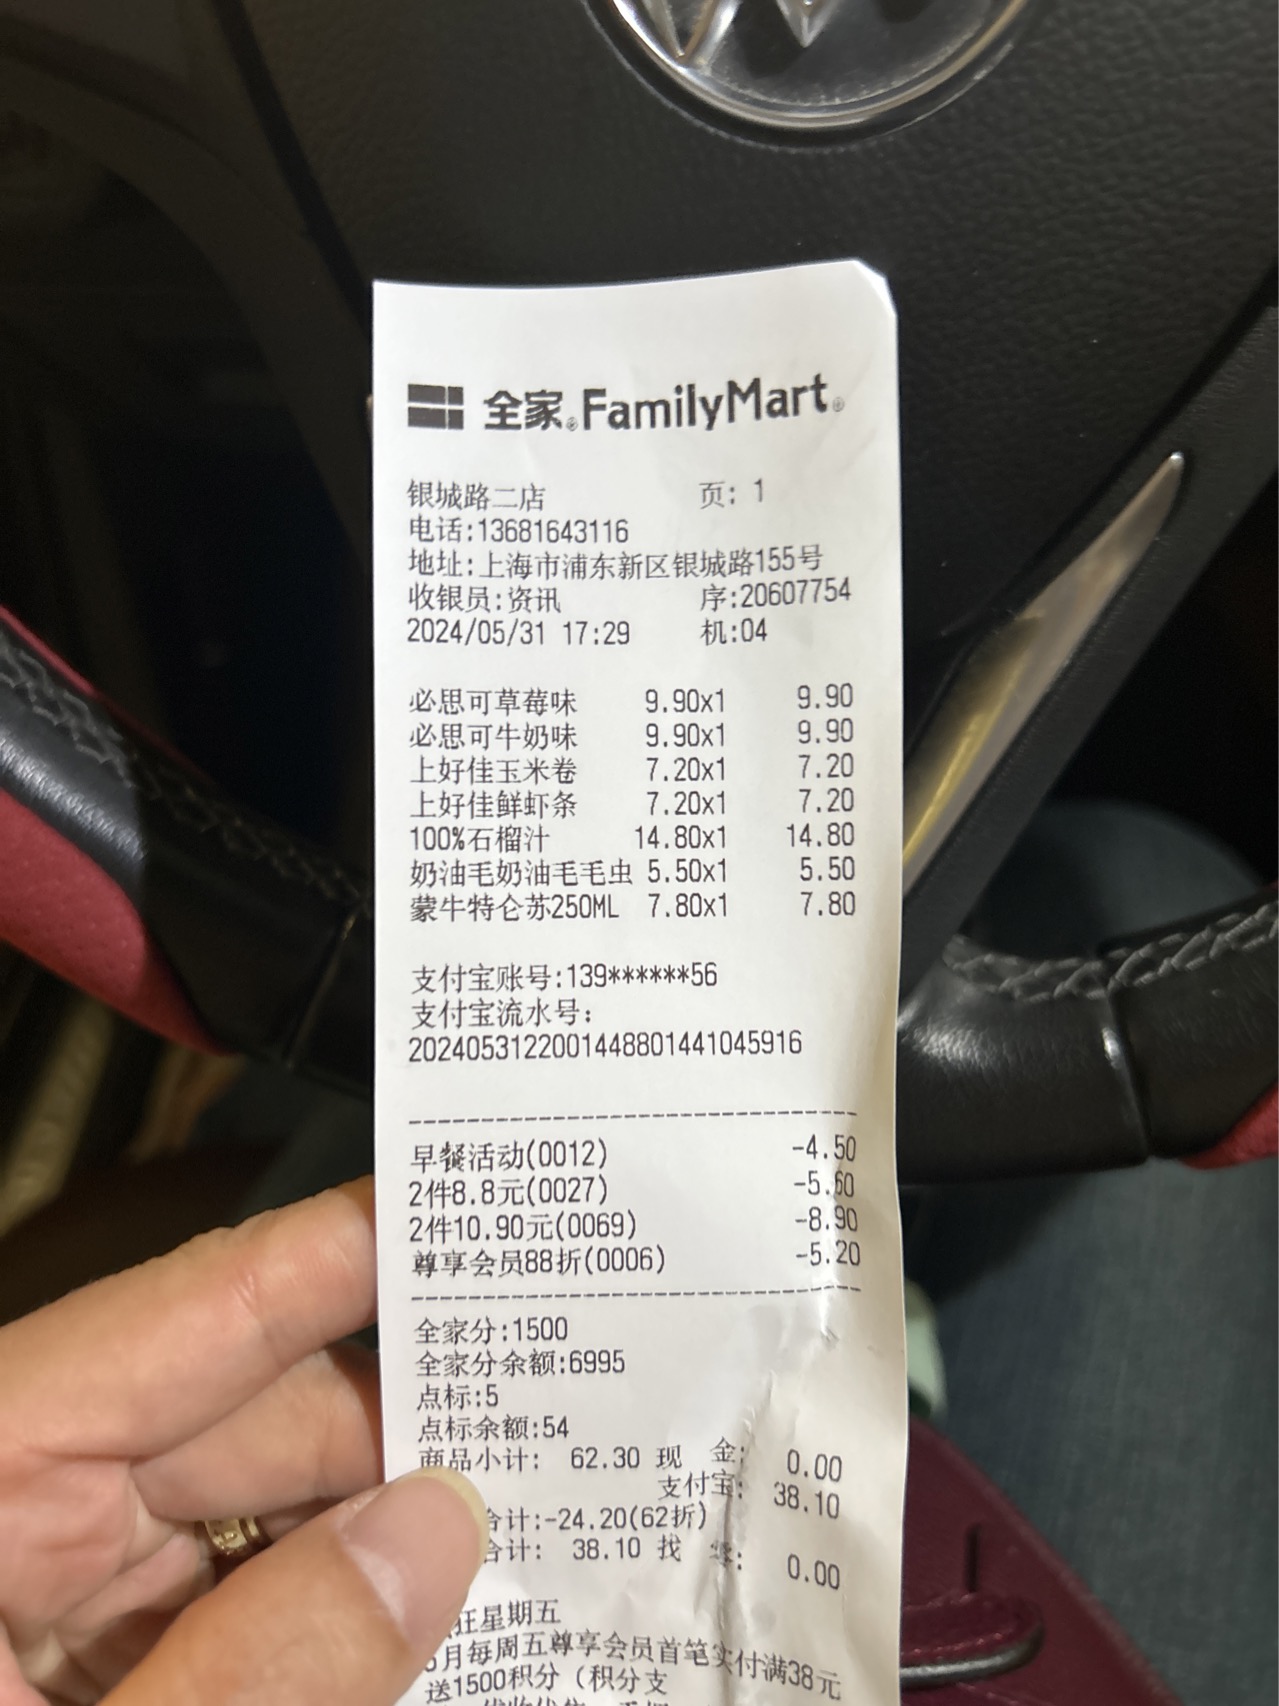 全家®FamilyMart®
银城路二店 页: 1
电话:13681643116
地址:上海市浦东新区银城路155号
收银员:资讯 序:20607754
2024/05/31 17:29 机:04
必思可草莓味 9.90x1 9.90
必思可牛奶味 9.90x1 9.90
上好佳玉米卷 7.20x1 7.20
上好佳鲜虾条 7.20x1 7.20
100%石榴汁 14.80x1 14.80
奶油毛奶油毛毛虫 5.50x1 5.50
蒙牛特仑苏250ML 7.80x1 7.80
支付宝账号:139******56
支付宝流水号:
2024053122001448801441045916
早餐活动(0012) -4.50
2件8.8元(0027) -5.60
2件10.90元(0069) -8.90
尊享会员88折(0006) -5.20
全家分:1500
全家分余额:6995
点标:5
点标余额:54
商品小计: 62.30 现 金: 0.00
支付宝: 38.10
合计:-24.20(62折)
合计: 38.10 找 零: 0.00
狂星期五
月每周五尊享会员首笔实付满38元
送1500积分（积分支